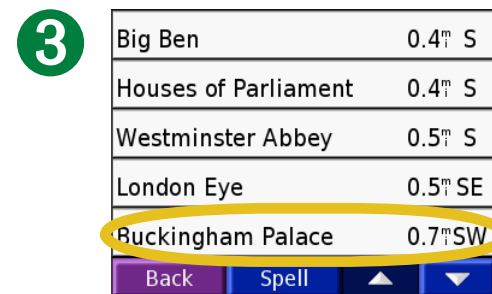 3
Big Ben 0.4mi S
Houses of Parliament 0.4mi S
Westminster Abbey 0.5mi S
London Eye 0.5mi SE
Buckingham Palace 0.7mi SW
Back Spell